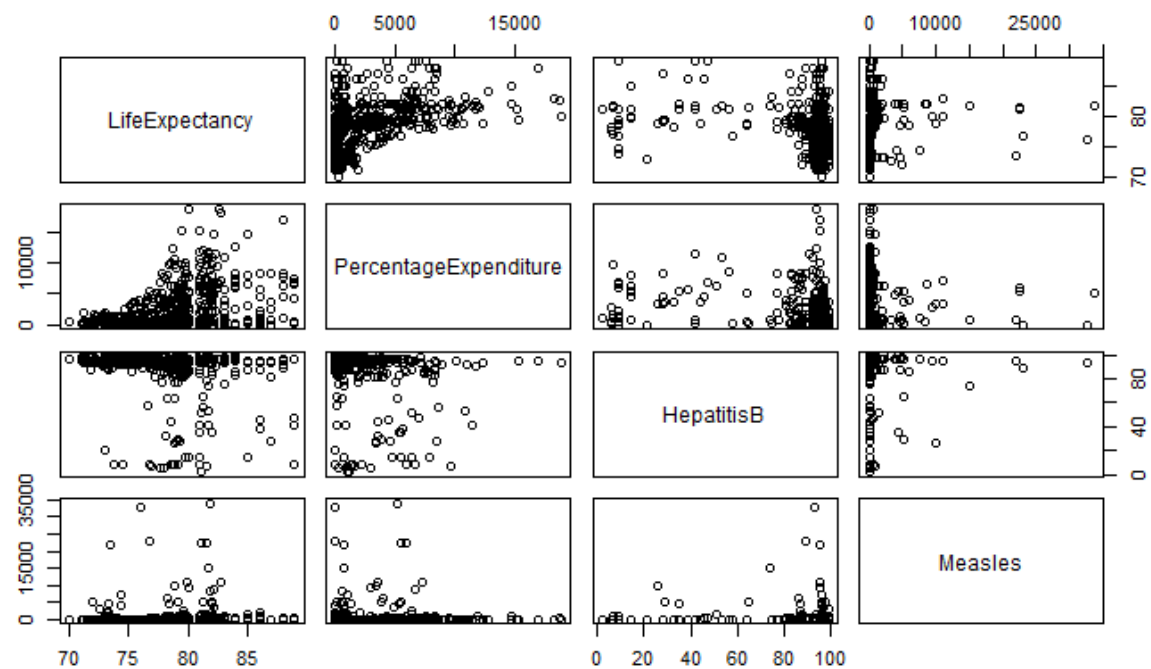 0 5000 15000 0 10000 25000
LifeExpectancy
70 80
0 10000
PercentageExpenditure
HepatitisB
0 40 80
0 15000 35000
Measles
70 75 80 85 0 20 40 60 80 100